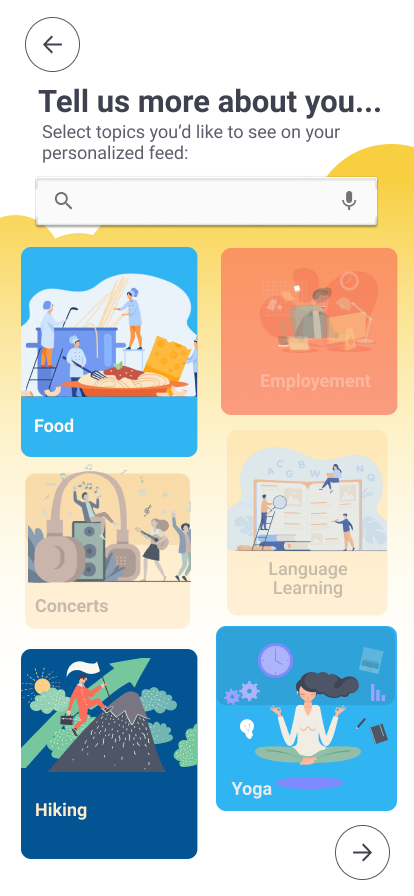 Tell us more about you...
Select topics you’d like to see on your
personalized feed:
Food
Employement
Concerts
A C G B W N Q
Language
Learning
Hiking
Yoga